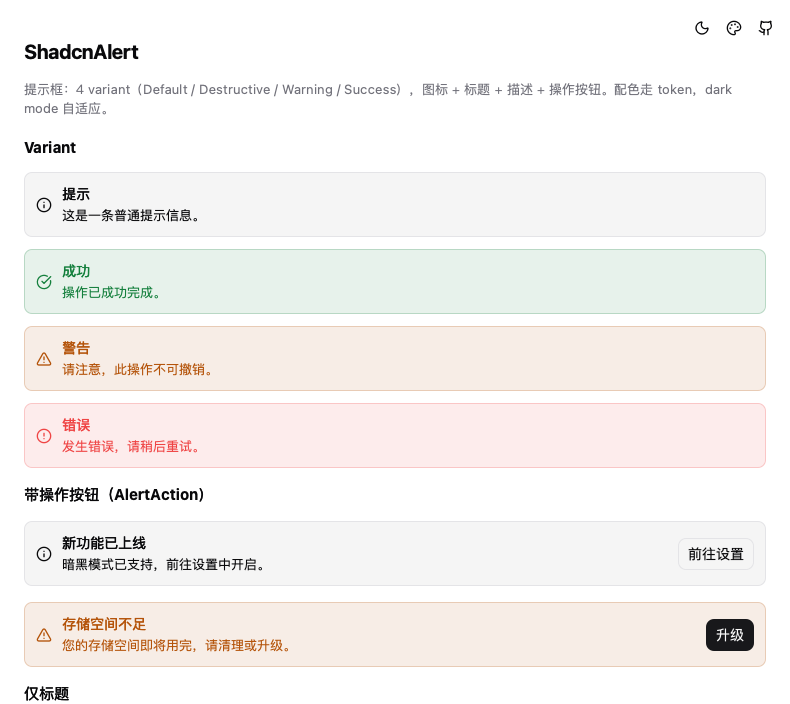 ShadcnAlert
提示框：4 variant（Default / Destructive / Warning / Success），图标 + 标题 + 描述 + 操作按钮。配色走 token，dark
mode 自适应。
Variant
提示
这是一条普通提示信息。
成功
操作已成功完成。
警告
请注意，此操作不可撤销。
错误
发生错误，请稍后重试。
带操作按钮（AlertAction）
新功能已上线
暗黑模式已支持，前往设置中开启。
前往设置
存储空间不足
您的存储空间即将用完，请清理或升级。
升级
仅标题